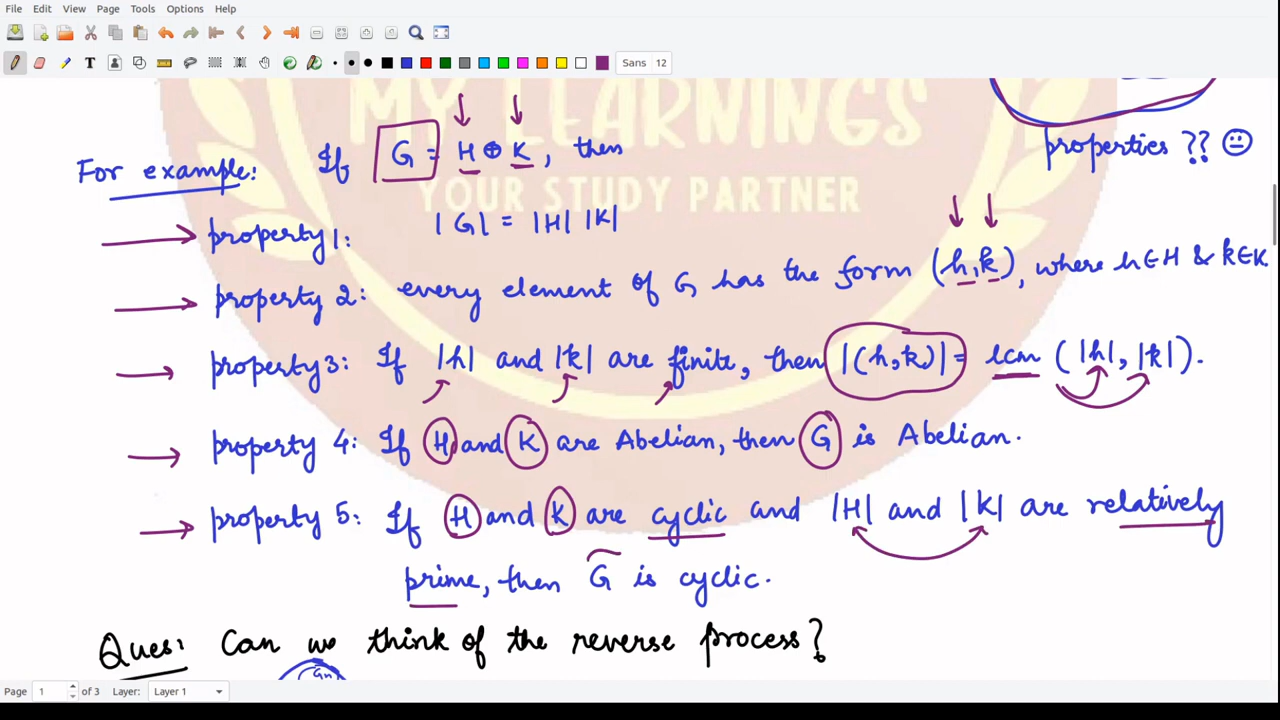 File Edit View Page Tools Options Help
Sans 12
MY LEARNINGS
YOUR STUDY PARTNER
properties ??
For example: If G = H ⊕ K, then
property 1: |G| = |H| |K|
property 2: every element of G has the form (h,k), where h∈H & k∈K
property 3: If |h| and |k| are finite, then |(h,k)| = lcm (|h|, |k|).
property 4: If H and K are Abelian, then G is Abelian.
property 5: If H and K are cyclic and |H| and |K| are relatively
prime, then G is cyclic.
Ques: Can we think of the reverse process?
Gn
Page 1 of 3 Layer: Layer 1